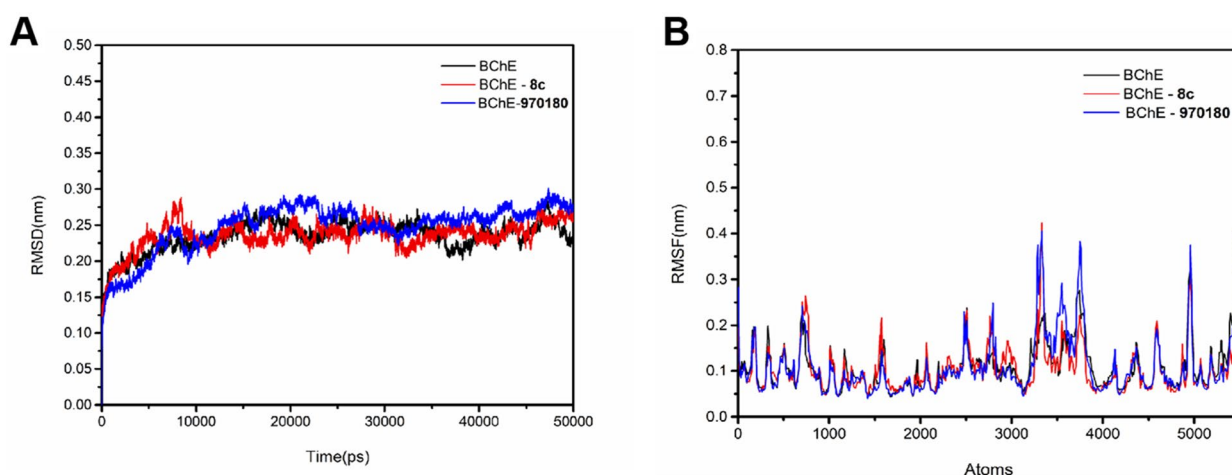 A
0.50
0.45
0.40
0.35
0.30
0.25
0.20
0.15
0.10
0.05
0.00
RMSD(nm)
0
10000
20000
30000
40000
50000
Time(ps)
BChE
BChE - 8c
BChE-970180
B
0.8
0.7
0.6
0.5
0.4
0.3
0.2
0.1
0.0
RMSF(nm)
0
1000
2000
3000
4000
5000
Atoms
BChE
BChE - 8c
BChE - 970180